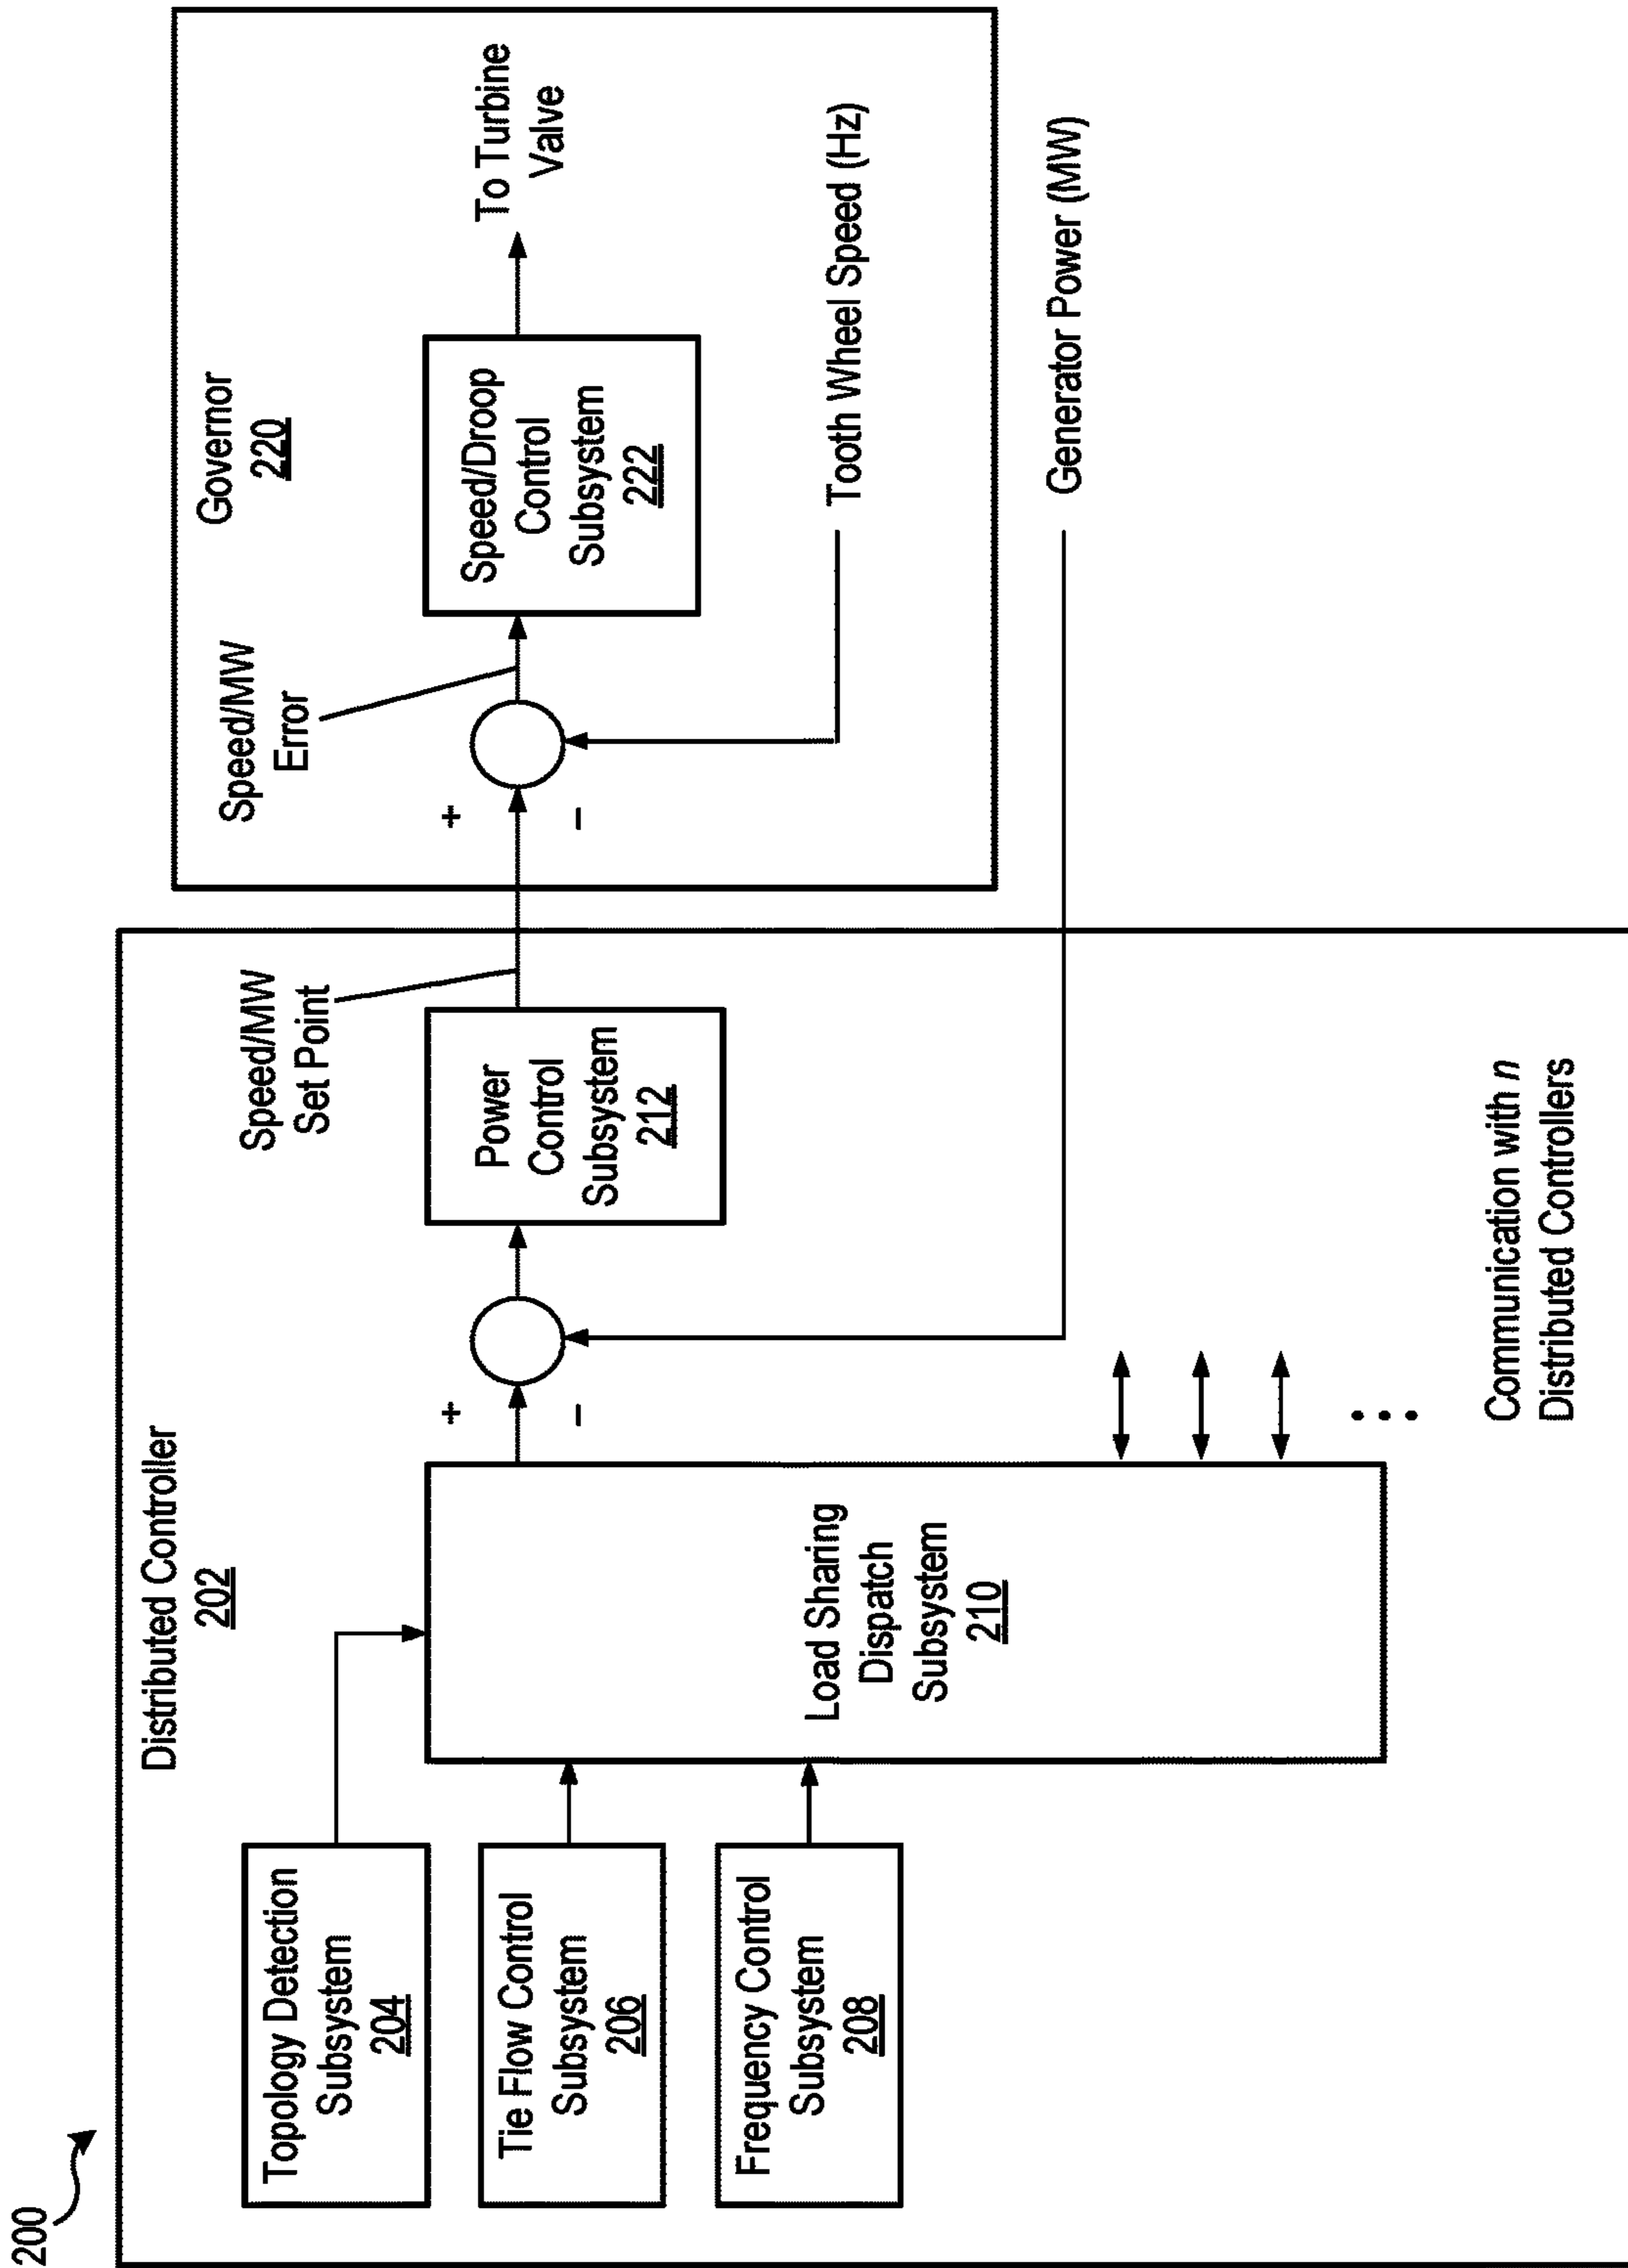 200
Distributed Controller
202
Topology Detection
Subsystem
204
Tie Flow Control
Subsystem
206
Frequency Control
Subsystem
208
Load Sharing
Dispatch
Subsystem
210
+
−
Power
Control
Subsystem
212
Speed/MW
Set Point
Communication with n
Distributed Controllers
Governor
220
+
−
Speed/MW
Error
Speed/Droop
Control
Subsystem
222
To Turbine
Valve
Tooth Wheel Speed (Hz)
Generator Power (MW)